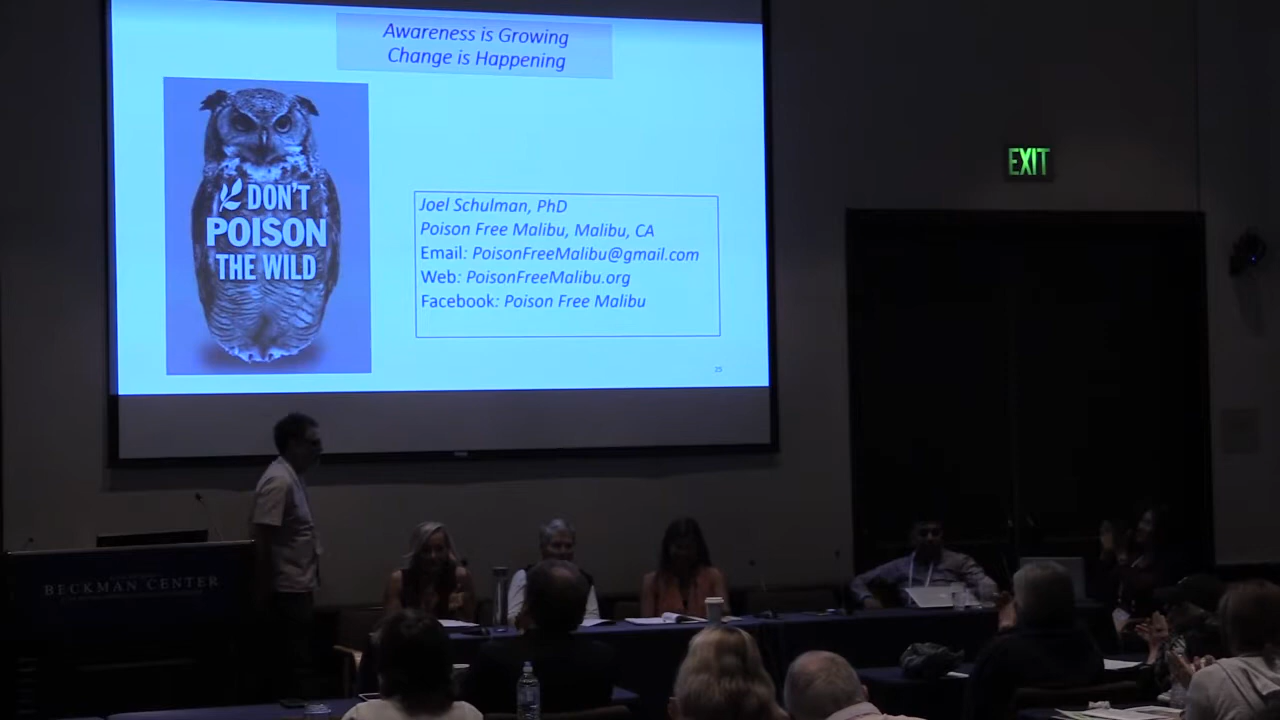 Awareness is Growing
Change is Happening
DON'T
POISON
THE WILD
Joel Schulman, PhD
Poison Free Malibu, Malibu, CA
Email: PoisonFreeMalibu@gmail.com
Web: PoisonFreeMalibu.org
Facebook: Poison Free Malibu
EXIT
BECKMAN CENTER